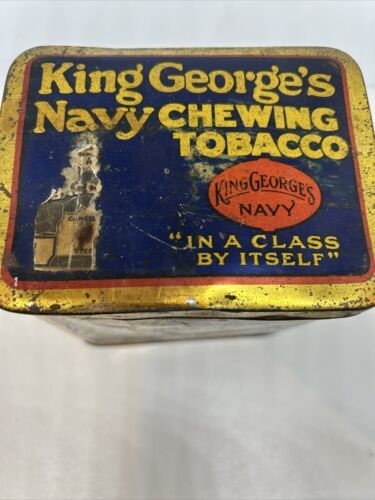 King George's
Navy CHEWING
TOBACCO
KING GEORGE'S
NAVY
"IN A CLASS
BY ITSELF"